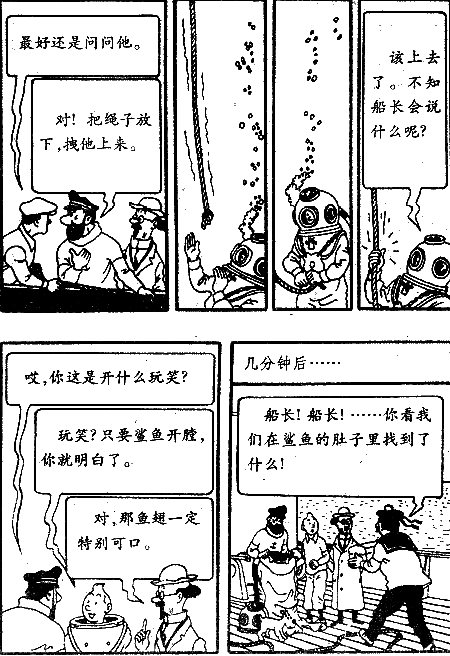 最好还是问问他。
对！把绳子放
下，拽他上来。
该上去
了。不知
船长会说
什么呢？
哎，你这是开什么玩笑？
玩笑？只要鲨鱼开膛，
你就明白了。
对，那鱼翅一定
特别可口。
几分钟后……
船长！船长！……你看我
们在鲨鱼的肚子里找到了
什么！